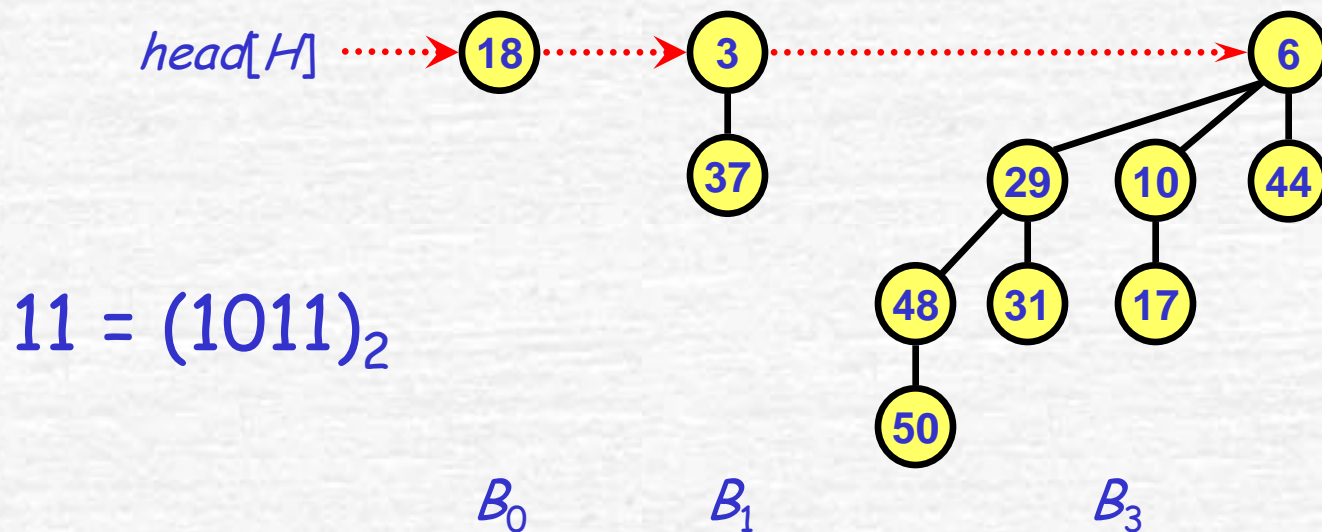 head[H] 18 3 6
37
29 10 44
48 31 17
11 = (1011)₂
50
B₀ B₁ B₃